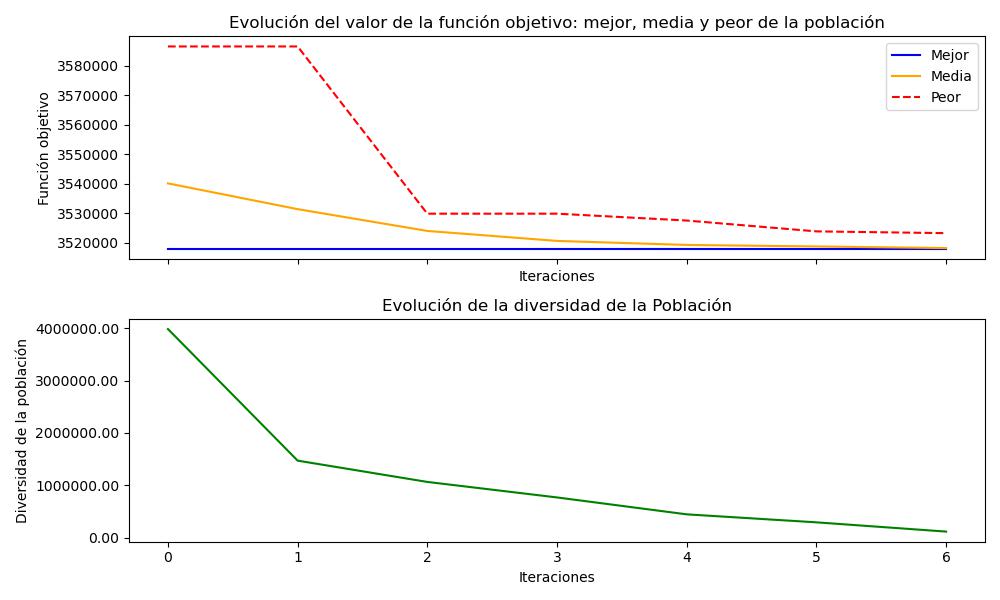 Evolución del valor de la función objetivo: mejor, media y peor de la población
Función objetivo
3580000
3570000
3560000
3550000
3540000
3530000
3520000
Mejor
Media
Peor
Iteraciones
Evolución de la diversidad de la Población
Diversidad de la población
4000000.00
3000000.00
2000000.00
1000000.00
0.00
0 1 2 3 4 5 6
Iteraciones